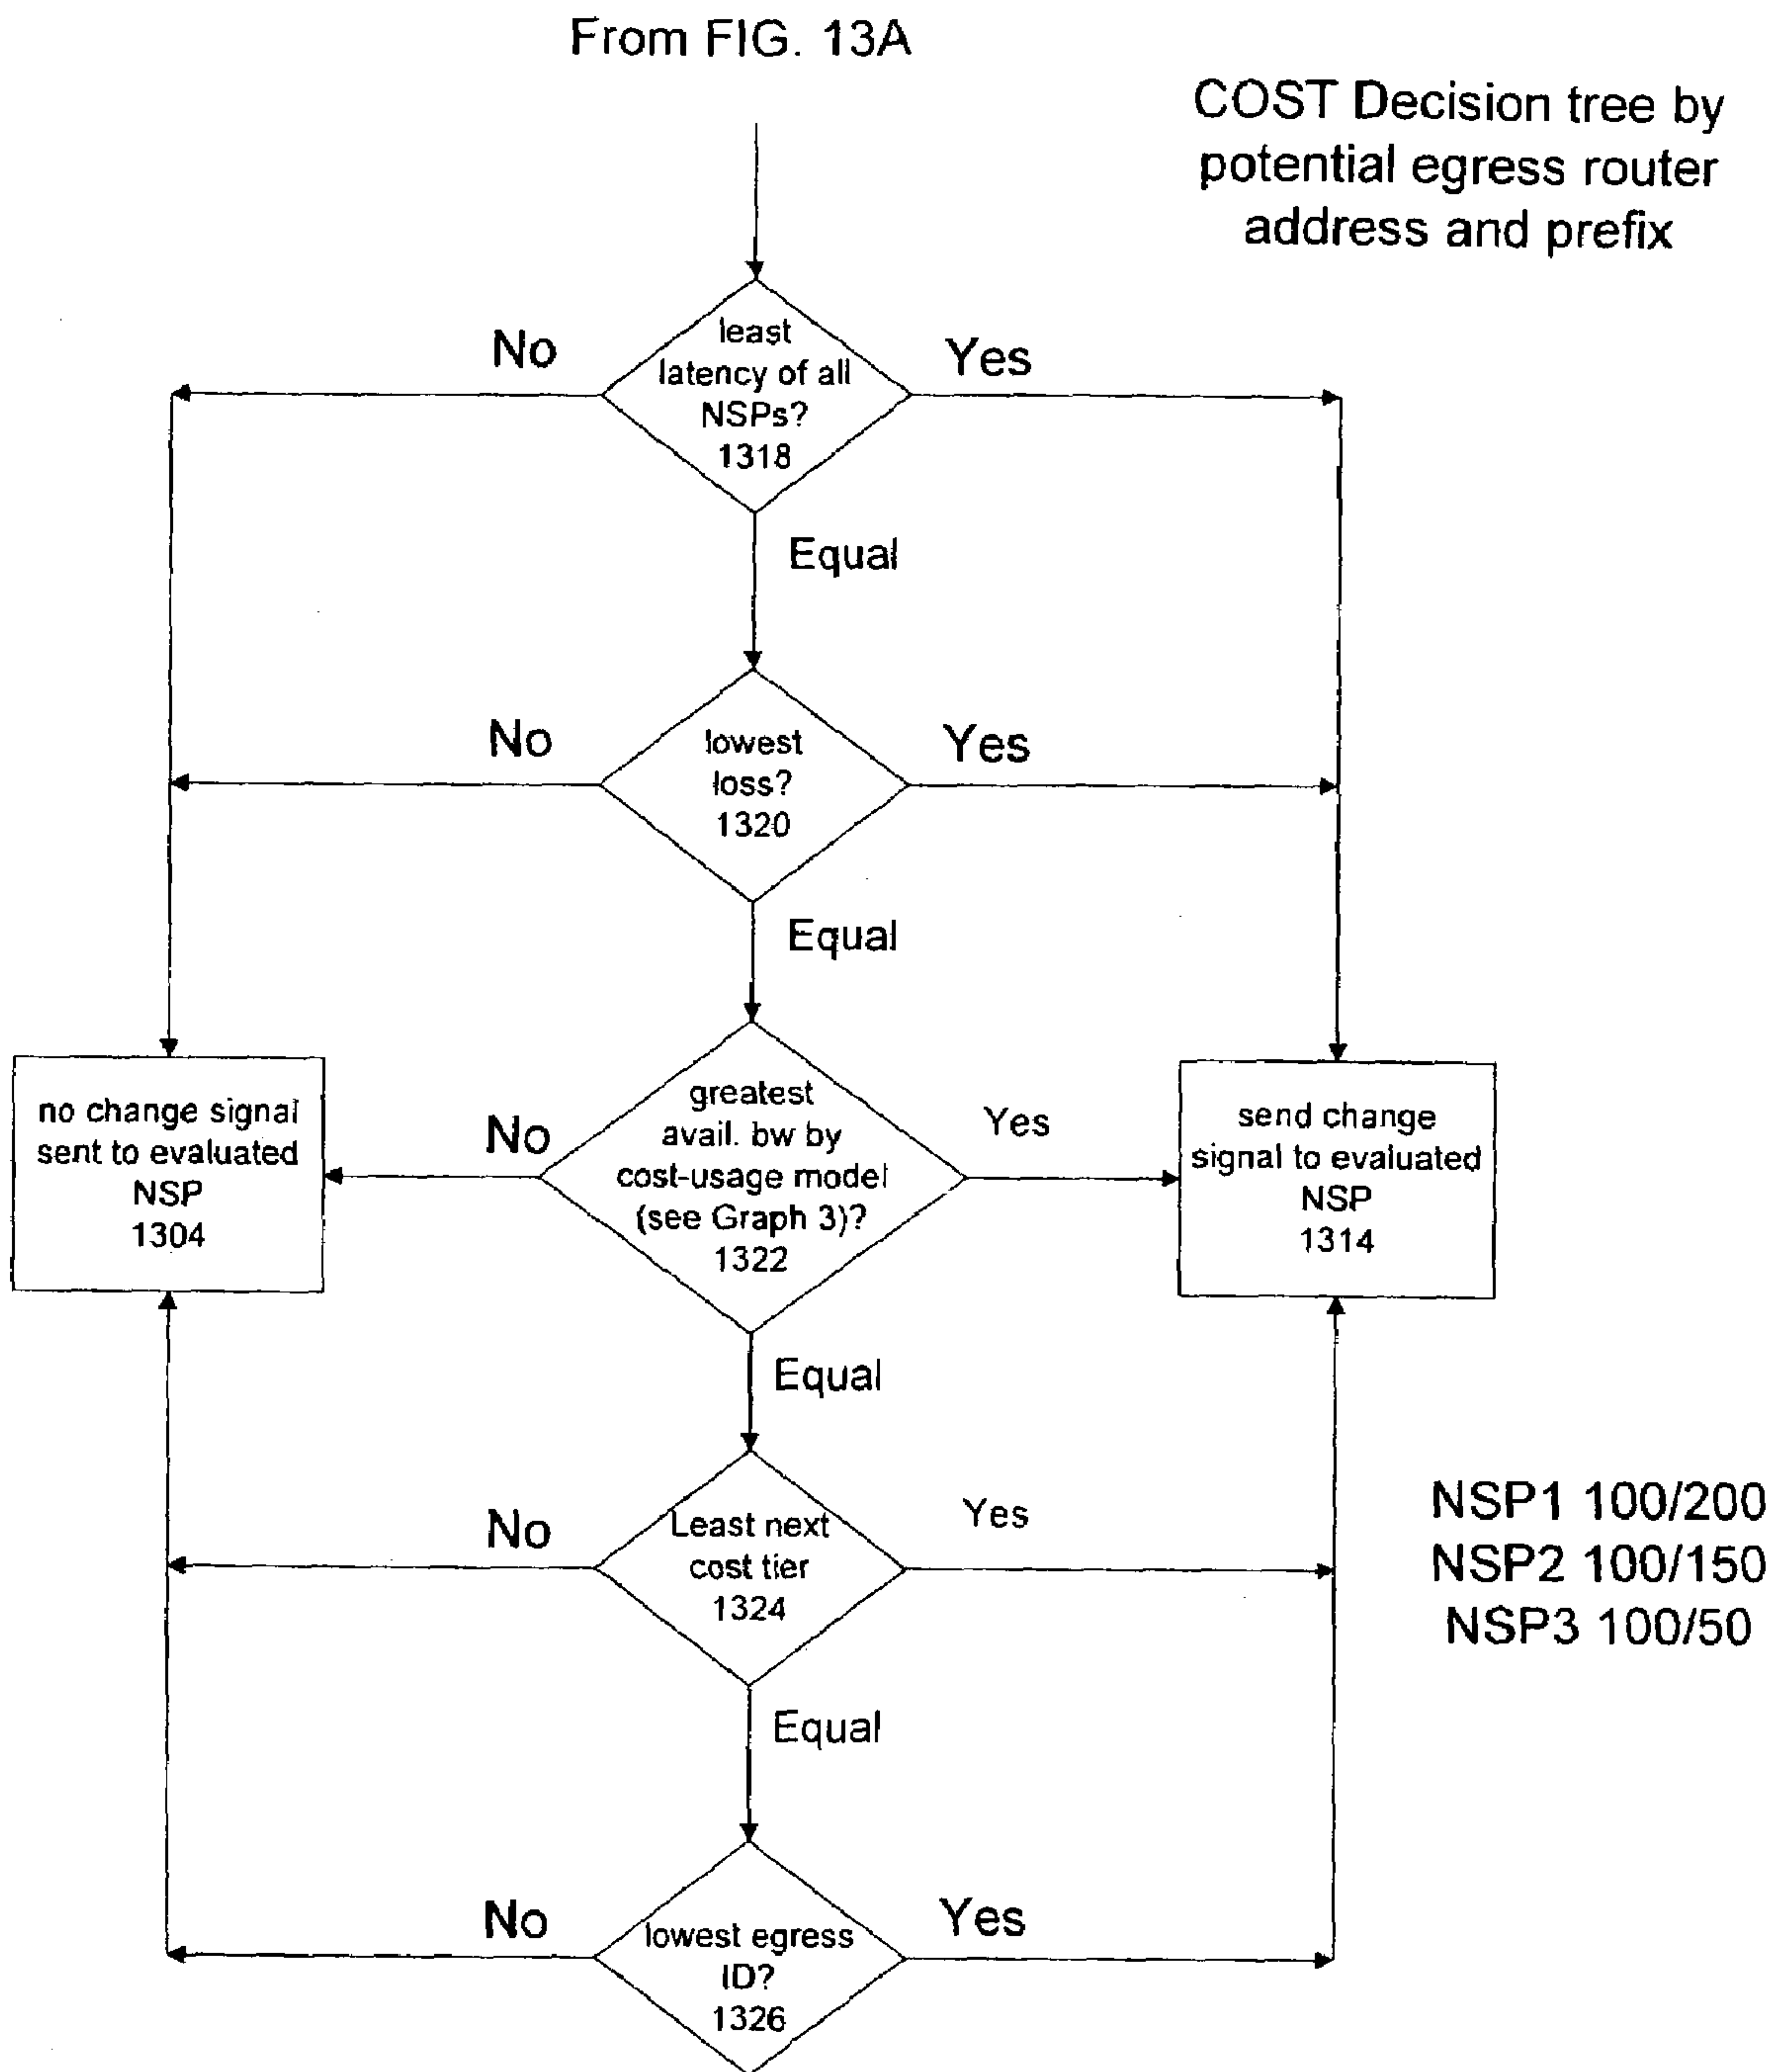 From FIG. 13A
COST Decision tree by
potential egress router
address and prefix
No
least
latency of all
NSPs?
1318
Yes
Equal
No
lowest
loss?
1320
Yes
Equal
no change signal
sent to evaluated
NSP
1304
No
greatest
avail. bw by
cost-usage model
(see Graph 3)?
1322
Yes
send change
signal to evaluated
NSP
1314
Equal
No
Least next
cost tier
1324
Yes
NSP1 100/200
NSP2 100/150
NSP3 100/50
Equal
No
lowest egress
ID?
1326
Yes